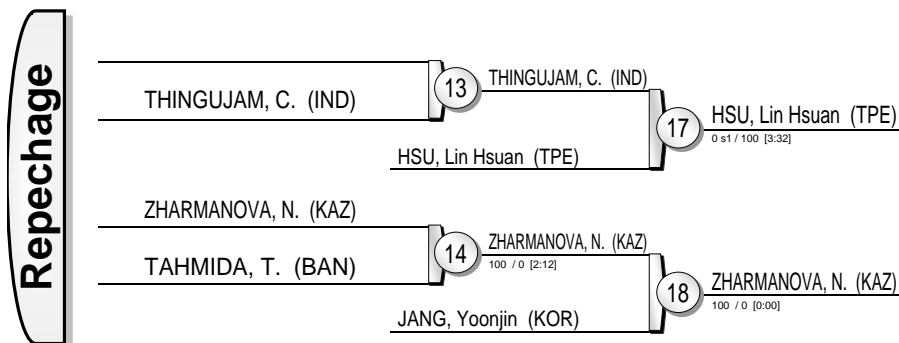 Repechage
THINGUJAM, C. (IND)
13
THINGUJAM, C. (IND)
HSU, Lin Hsuan (TPE)
17
HSU, Lin Hsuan (TPE)
0 s1 / 100 [3:32]
ZHARMANOVA, N. (KAZ)
TAHMIDA, T. (BAN)
14
ZHARMANOVA, N. (KAZ)
100 / 0 [2:12]
JANG, Yoonjin (KOR)
18
ZHARMANOVA, N. (KAZ)
100 / 0 [0:00]